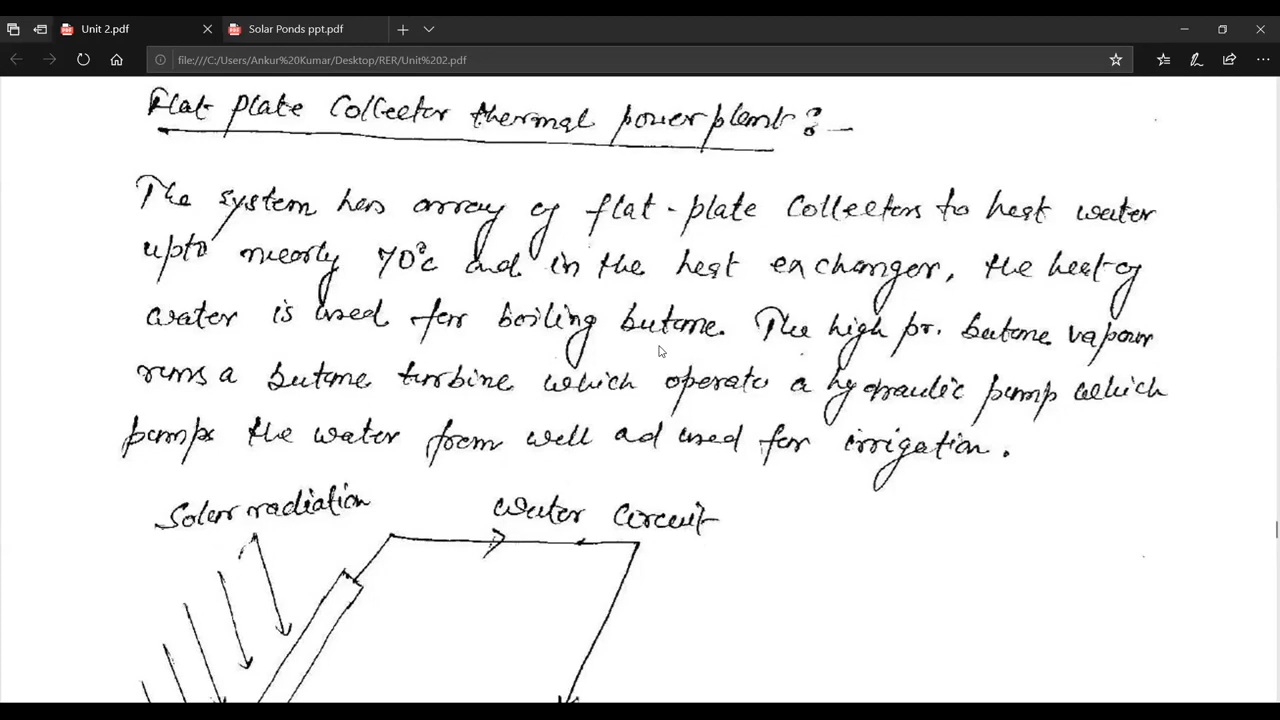 Unit 2.pdf
Solar Ponds ppt.pdf
file:///C:/Users/Ankur%20Kumar/Desktop/RER/Unit%202.pdf
Flat plate Collector thermal power plant :-
The system has array of flat-plate Collectors to heat water
upto nearly 70°C and in the heat exchanger, the heat of
water is used for boiling butane. The high pr. butane vapour
runs a butane turbine which operate a hydraulic pump which
pumps the water from well ad used for irrigation.
Solar radiation
water Circuit